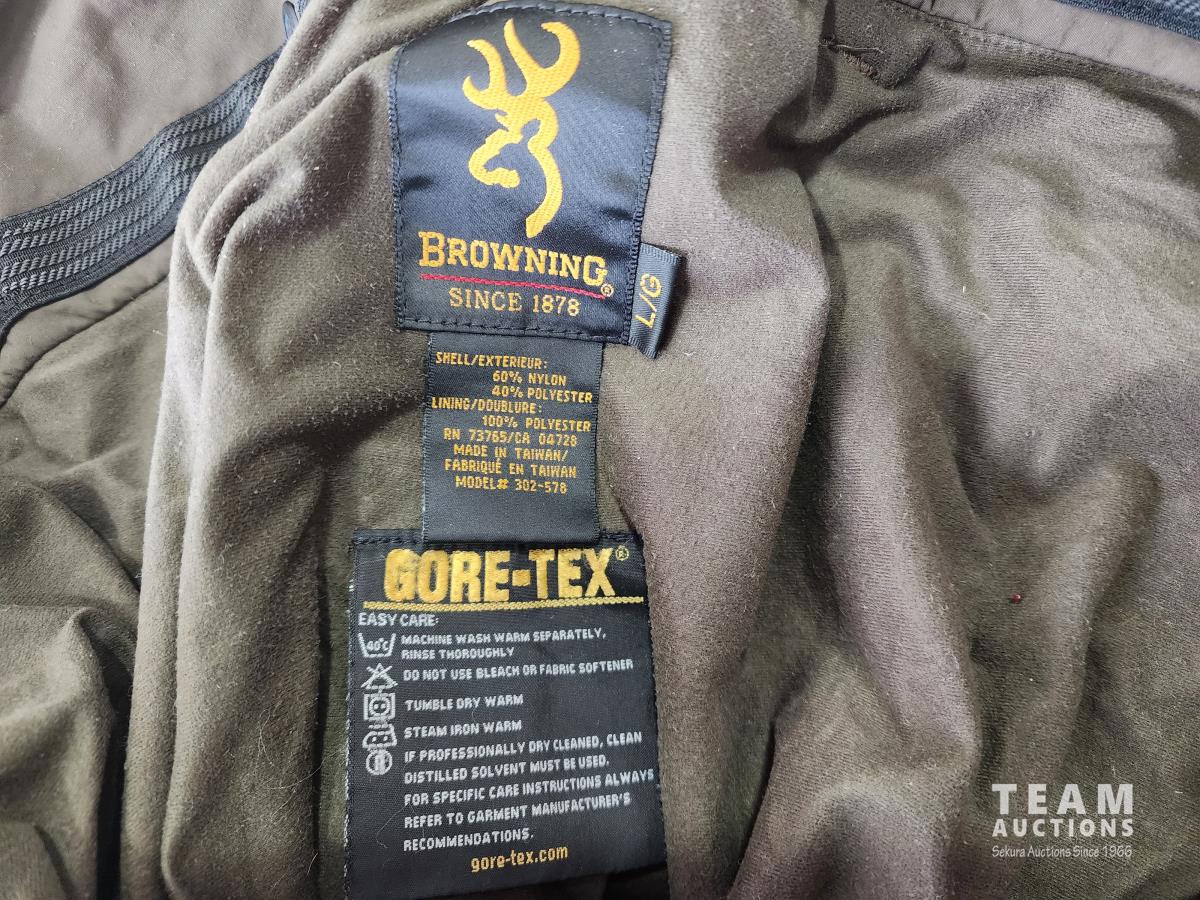 BROWNING®
SINCE 1878
L/G
SHELL/EXTERIEUR:
60% NYLON
40% POLYESTER
LINING/DOUBLURE:
100% POLYESTER
RN 73765/CA 04728
MADE IN TAIWAN/
FABRIQUÉ EN TAIWAN
MODEL# 302-578
GORE-TEX®
EASY CARE:
40°C MACHINE WASH WARM SEPARATELY,
RINSE THOROUGHLY
DO NOT USE BLEACH OR FABRIC SOFTENER
TUMBLE DRY WARM
STEAM IRON WARM
IF PROFESSIONALLY DRY CLEANED, CLEAN
DISTILLED SOLVENT MUST BE USED.
FOR SPECIFIC CARE INSTRUCTIONS ALWAYS
REFER TO GARMENT MANUFACTURER'S
RECOMMENDATIONS.
gore-tex.com
TEAM
AUCTIONS
Sekura Auctions Since 1966